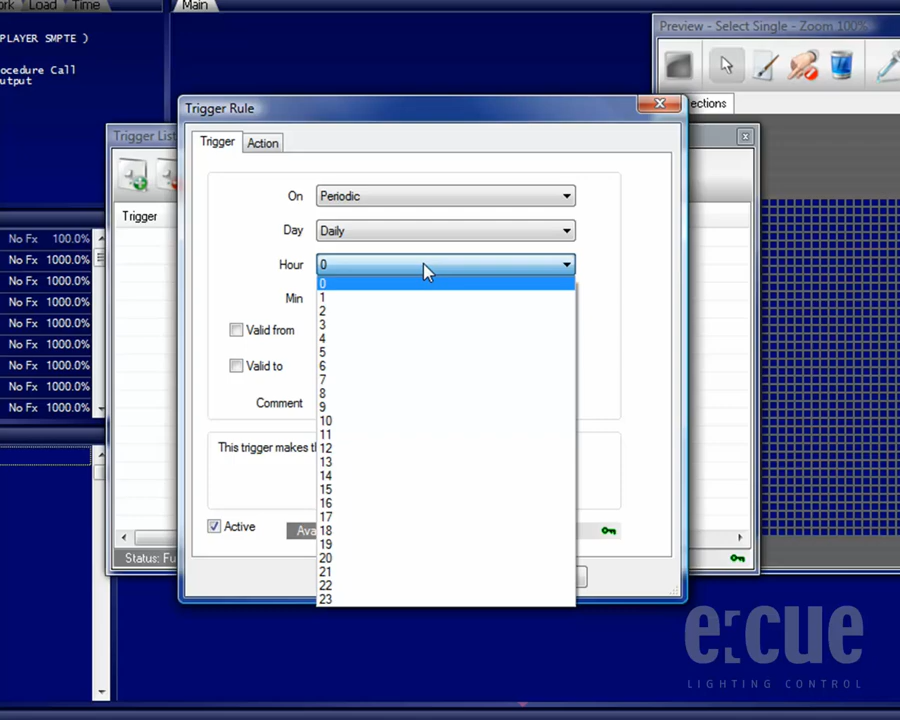 rk Load Time Main
PLAYER SMPTE )
ocedure Call
utput
Preview - Select Single - Zoom 100%
ections
Trigger List
Trigger
Trigger Rule
Trigger Action
On Periodic
Day Daily
Hour 0
0
1
2
3
4
5
6
7
8
9
10
11
12
13
14
15
16
17
18
19
20
21
22
23
Min
Valid from
Valid to
Comment
This trigger makes th
Active
Ava
Status: Fu
No Fx 100.0%
No Fx 1000.0%
No Fx 1000.0%
No Fx 1000.0%
No Fx 1000.0%
No Fx 1000.0%
No Fx 1000.0%
No Fx 1000.0%
No Fx 1000.0%
e:cue
LIGHTING CONTROL